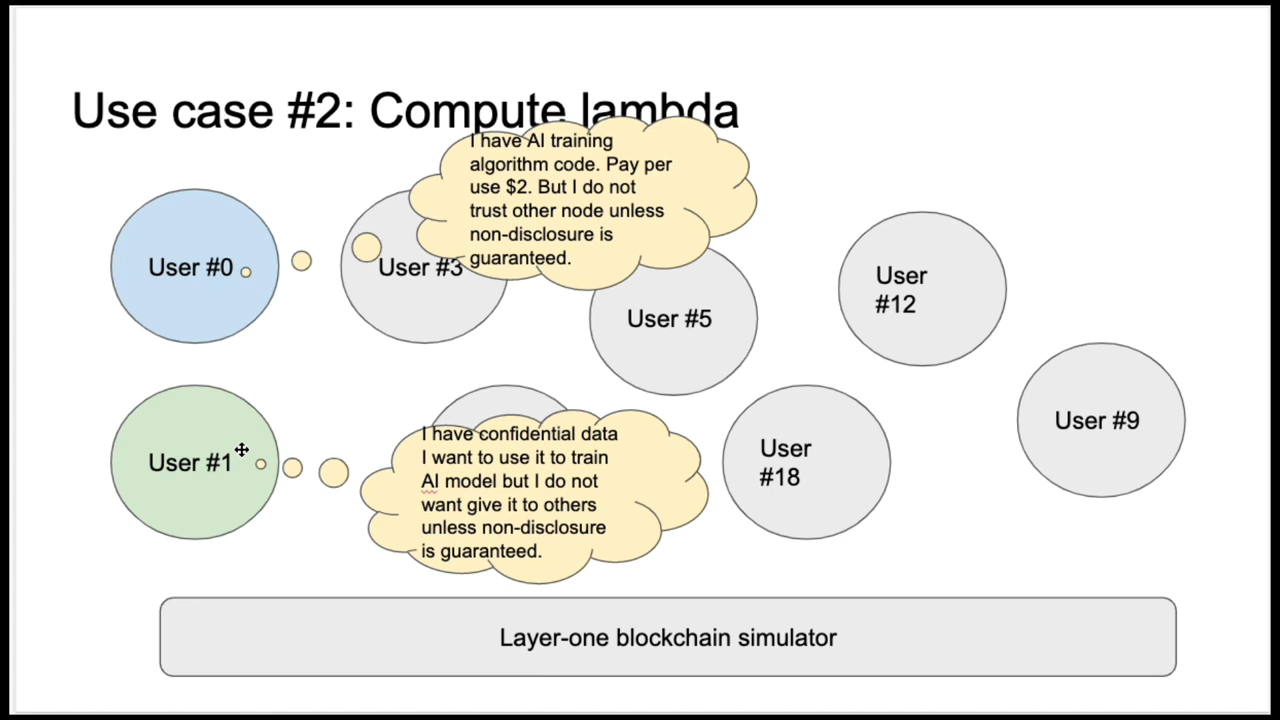 Use case #2: Compute lambda
I have AI training
algorithm code. Pay per
use $2. But I do not
trust other node unless
non-disclosure is
guaranteed.
User #0
User #3
User #5
User
#12
User #9
User #1
I have confidential data
I want to use it to train
AI model but I do not
want give it to others
unless non-disclosure
is guaranteed.
User
#18
Layer-one blockchain simulator